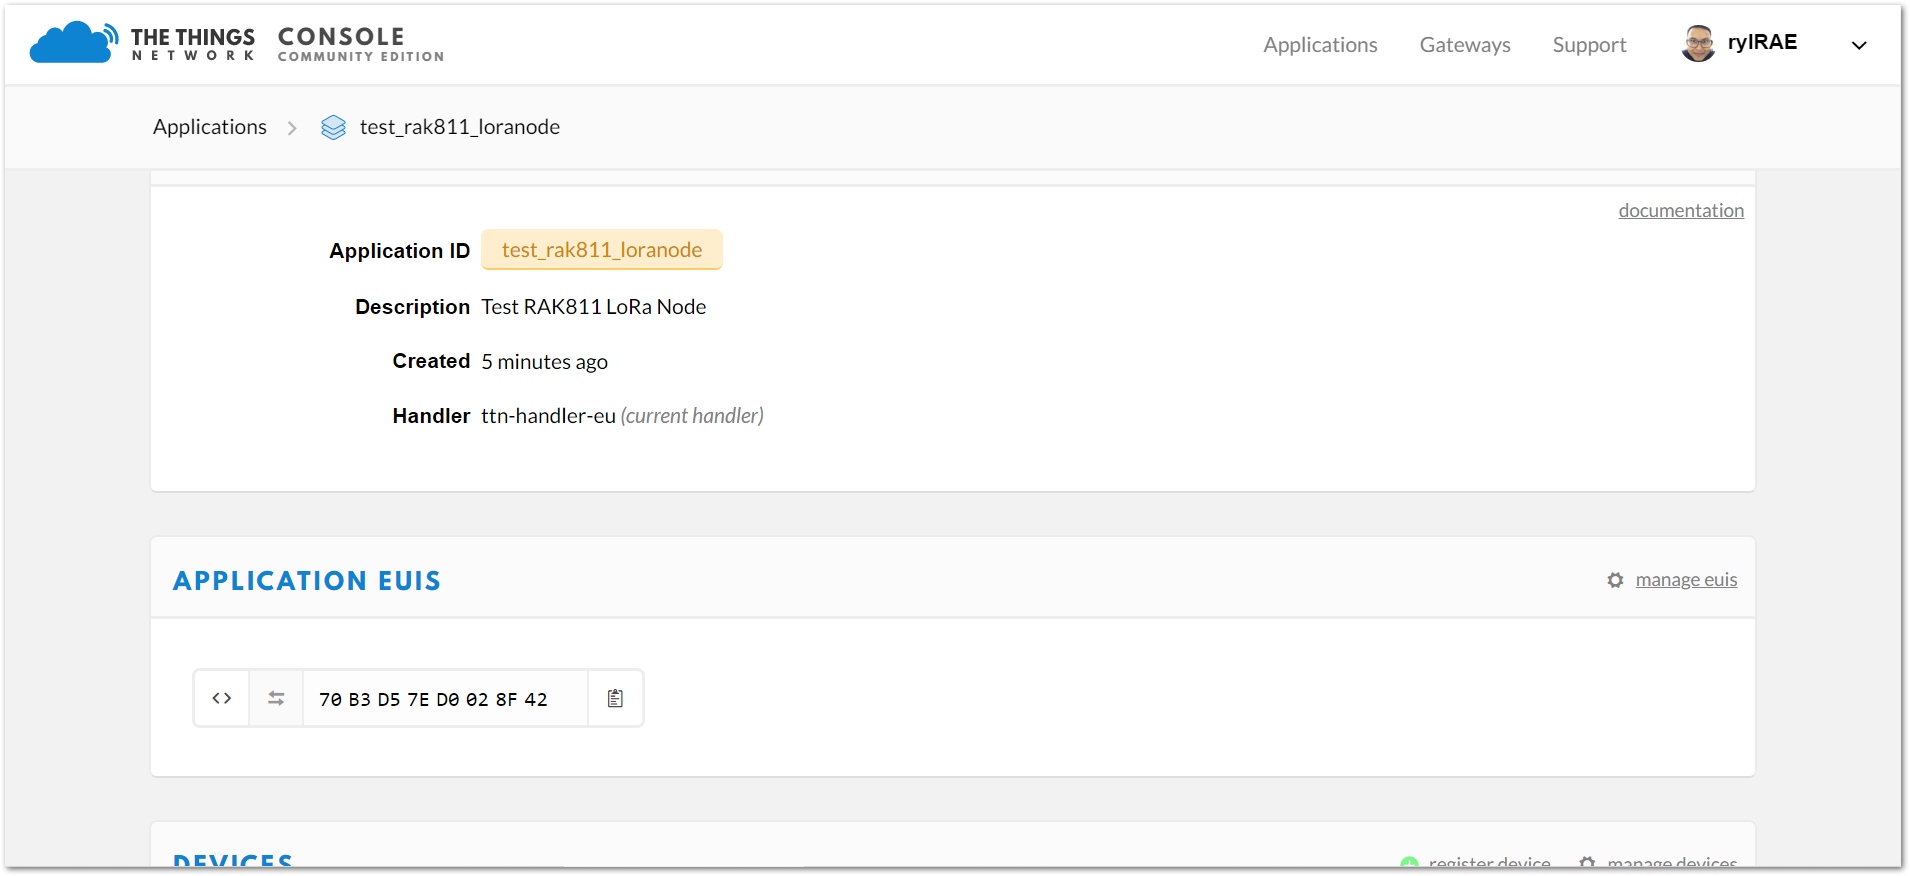 THE THINGS NETWORK CONSOLE COMMUNITY EDITION
Applications Gateways Support ryIRAE
Applications > test_rak811_loranode
documentation
Application ID test_rak811_loranode
Description Test RAK811 LoRa Node
Created 5 minutes ago
Handler ttn-handler-eu (current handler)
APPLICATION EUIS manage euis
<> 70 B3 D5 7E D0 02 8F 42
DEVICES register device manage devices